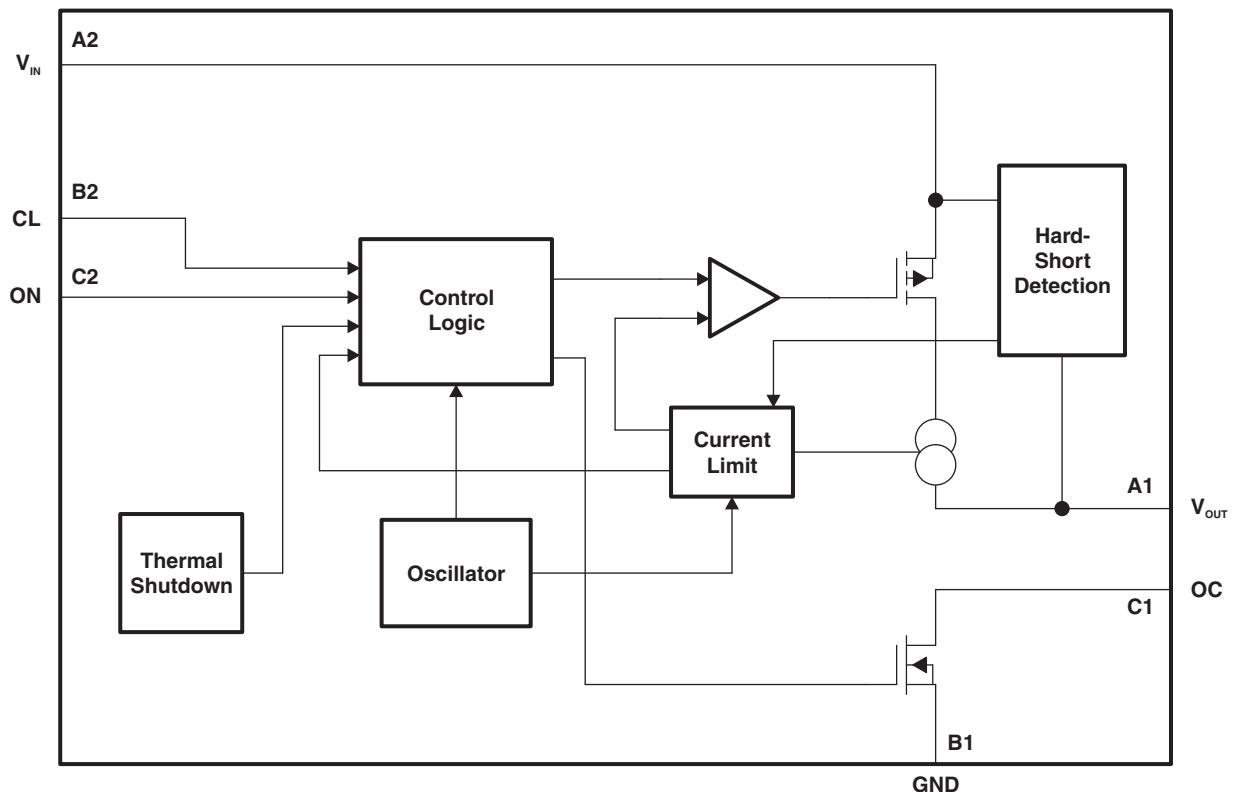 A2
V_IN
B2
CL
C2
ON
Control
Logic
Hard-
Short
Detection
Current
Limit
A1
V_OUT
Thermal
Shutdown
Oscillator
OC
C1
B1
GND